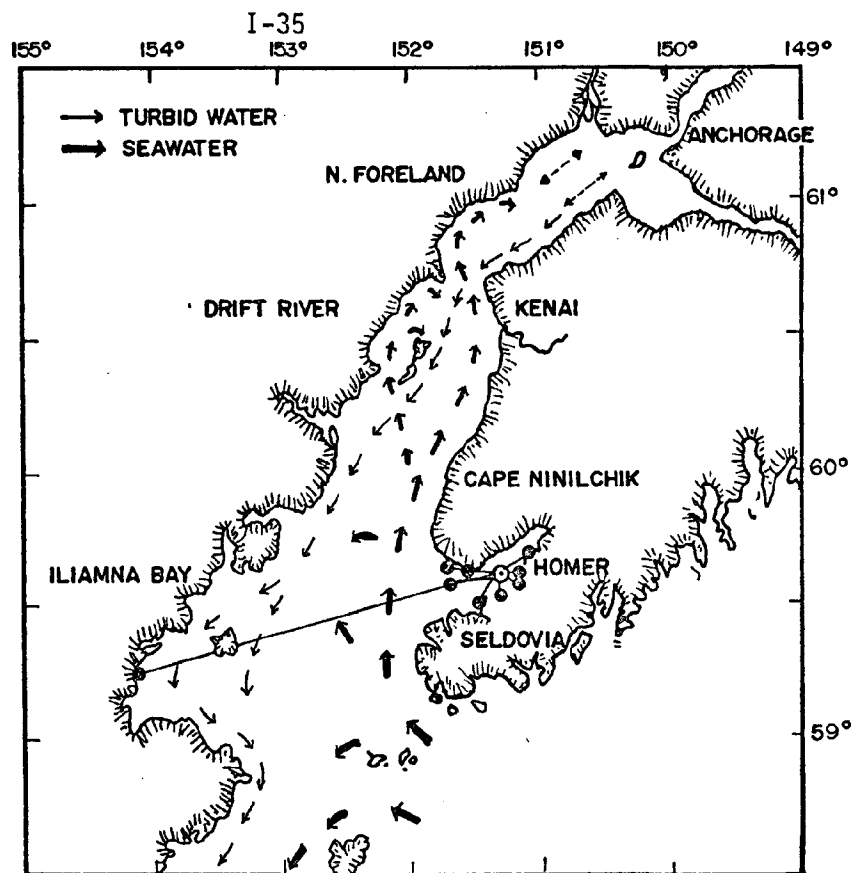 I-35
155° 154° 153° 152° 151° 150° 149°
TURBID WATER
SEAWATER
ANCHORAGE
N. FORELAND
61°
DRIFT RIVER
KENAI
60°
CAPE NINILCHIK
ILIAMNA BAY
HOMER
SELDOVIA
59°